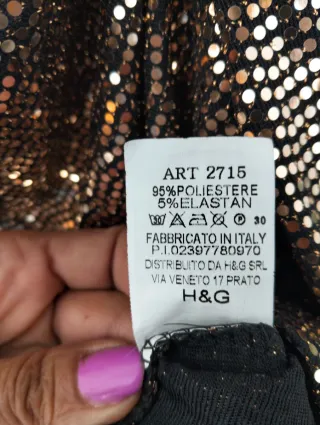 ART 2715
95%POLIESTERE
5%ELASTAN
P 30
FABBRICATO IN ITALY
P.I.02397780970
DISTRIBUITO DA H&G SRL
VIA VENETO 17 PRATO
H&G